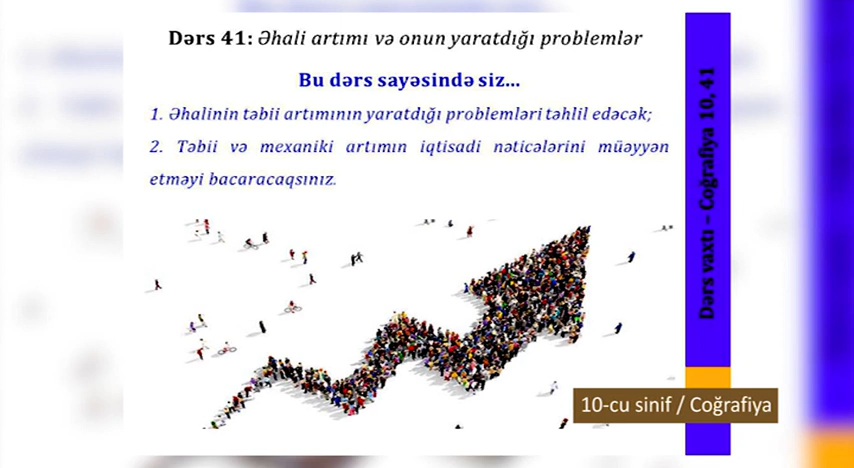 Dərs 41: Əhali artımı və onun yaratdığı problemlər
Bu dərs sayəsində siz...
1. Əhalinin təbii artımının yaratdığı problemləri təhlil edəcək;
2. Təbii və mexaniki artımın iqtisadi nəticələrini müəyyən
etməyi bacaracaqsınız.
Dərs vaxtı – Coğrafiya 10, 41
10-cu sinif / Coğrafiya